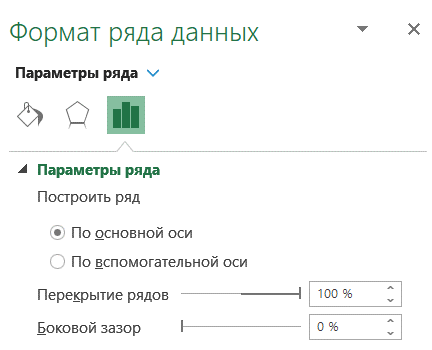 Формат ряда данных
Параметры ряда
Параметры ряда
Построить ряд
По основной оси
По вспомогательной оси
Перекрытие рядов 100 %
Боковой зазор 0 %